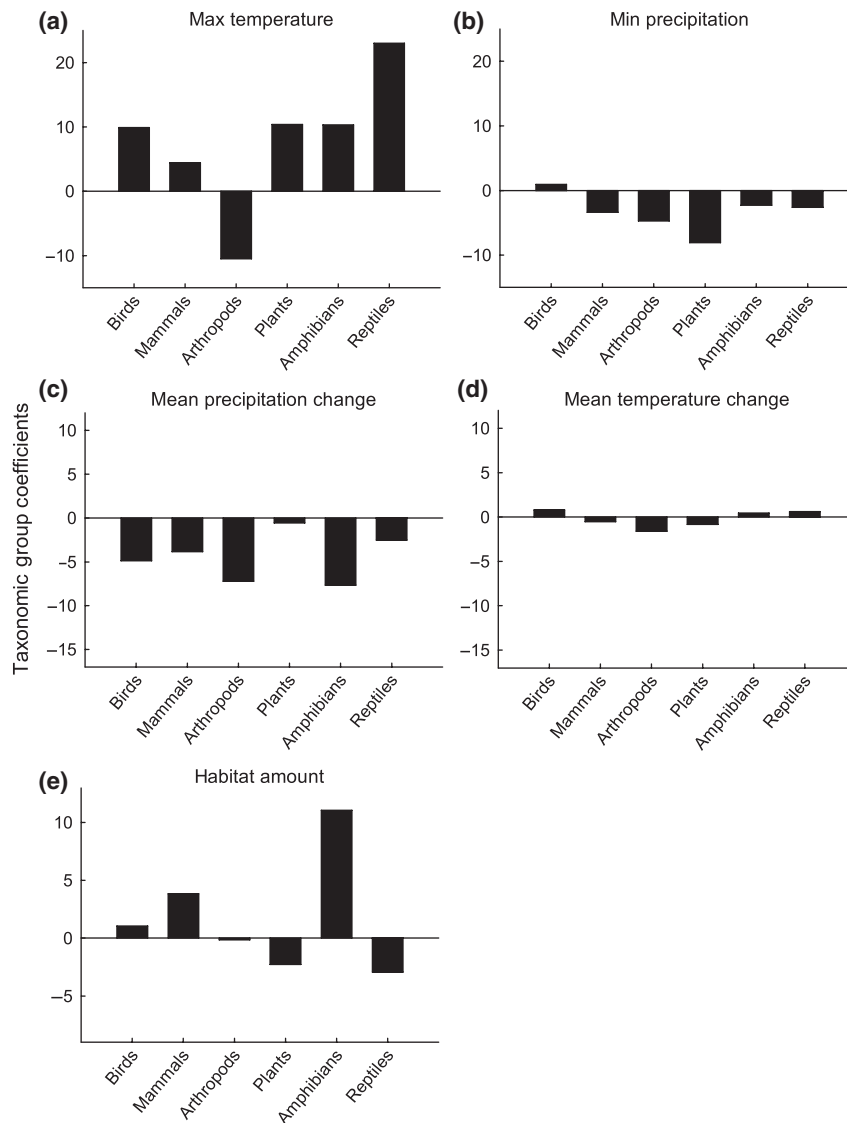 (a)
Max temperature
20
10
0
−10
Birds
Mammals
Arthropods
Plants
Amphibians
Reptiles
(b)
Min precipitation
20
10
0
−10
Birds
Mammals
Arthropods
Plants
Amphibians
Reptiles
Taxonomic group coefficients
(c)
Mean precipitation change
10
5
0
−5
−10
−15
Birds
Mammals
Arthropods
Plants
Amphibians
Reptiles
(d)
Mean temperature change
10
5
0
−5
−10
−15
Birds
Mammals
Arthropods
Plants
Amphibians
Reptiles
(e)
Habitat amount
10
5
0
−5
Birds
Mammals
Arthropods
Plants
Amphibians
Reptiles